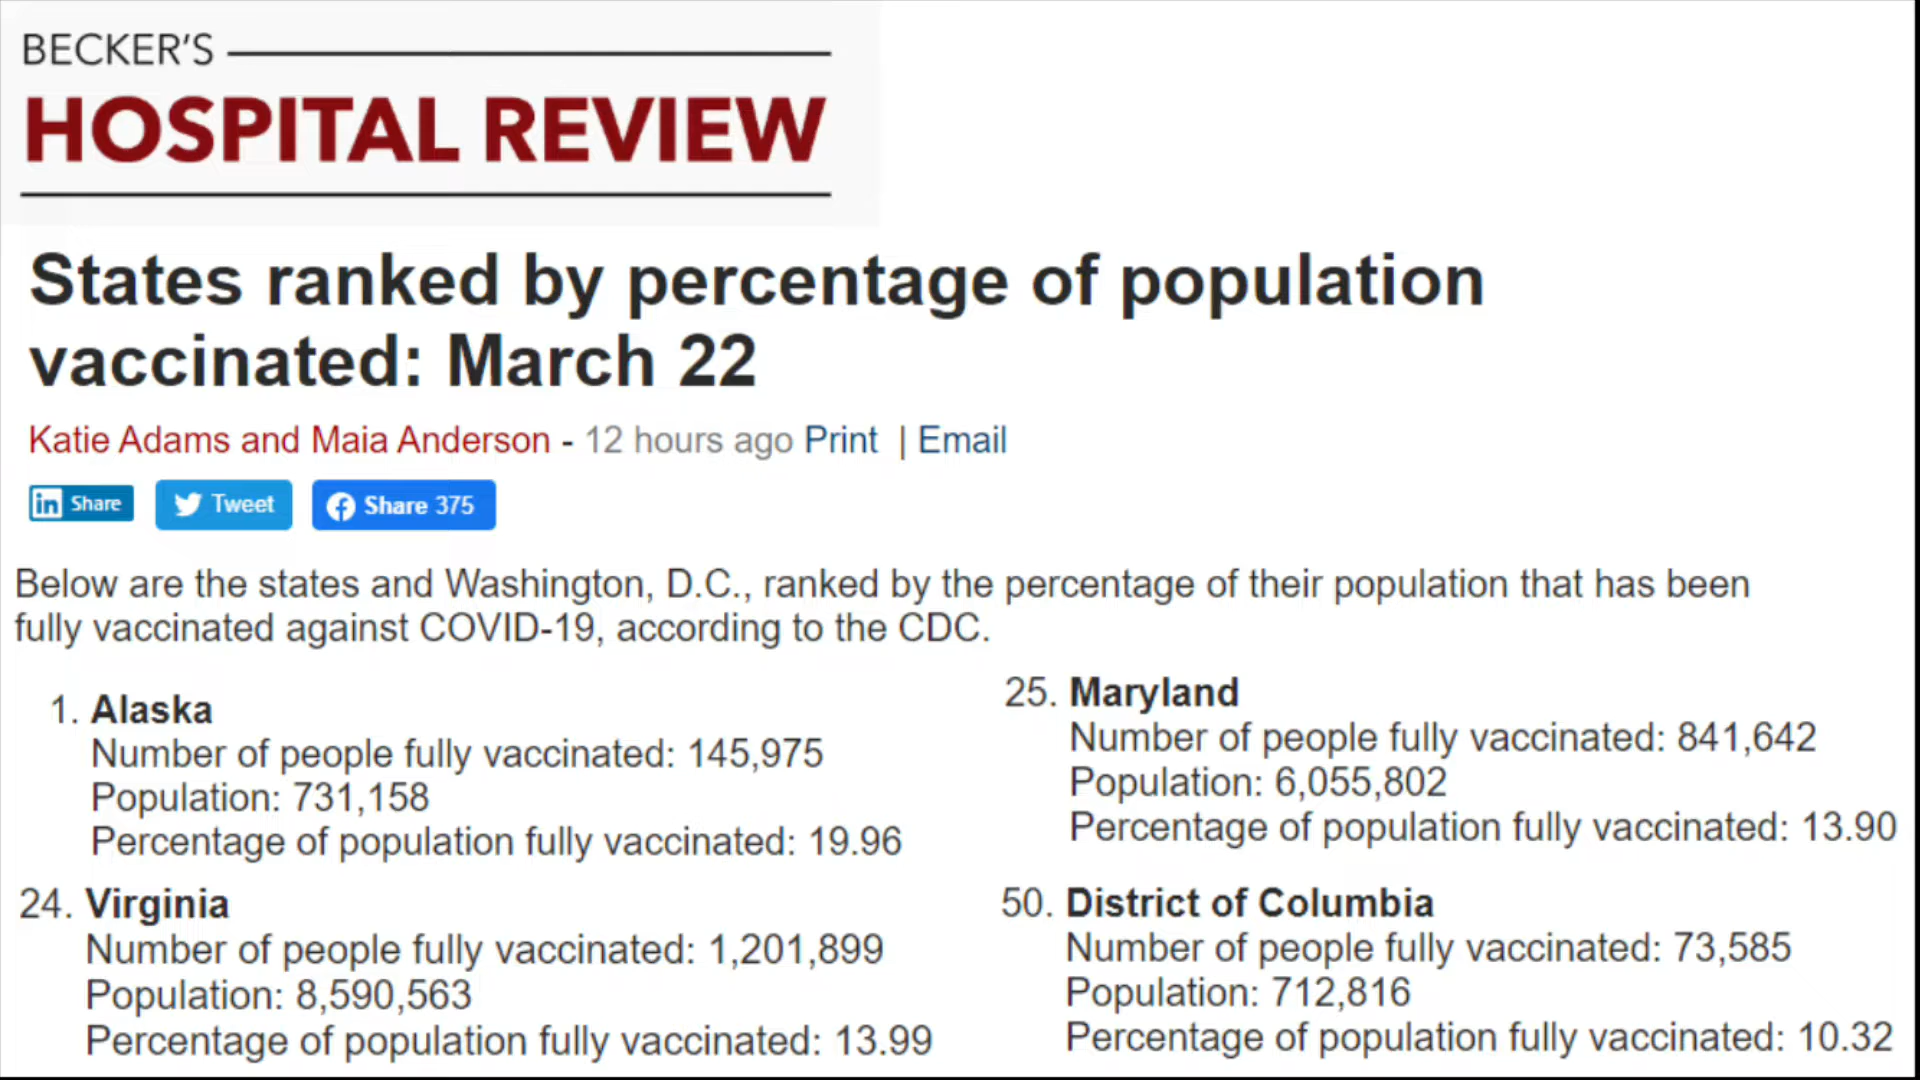 BECKER'S
HOSPITAL REVIEW
States ranked by percentage of population
vaccinated: March 22
Katie Adams and Maia Anderson - 12 hours ago Print | Email
in Share Tweet Share 375
Below are the states and Washington, D.C., ranked by the percentage of their population that has been
fully vaccinated against COVID-19, according to the CDC.
1. Alaska
Number of people fully vaccinated: 145,975
Population: 731,158
Percentage of population fully vaccinated: 19.96
24. Virginia
Number of people fully vaccinated: 1,201,899
Population: 8,590,563
Percentage of population fully vaccinated: 13.99
25. Maryland
Number of people fully vaccinated: 841,642
Population: 6,055,802
Percentage of population fully vaccinated: 13.90
50. District of Columbia
Number of people fully vaccinated: 73,585
Population: 712,816
Percentage of population fully vaccinated: 10.32